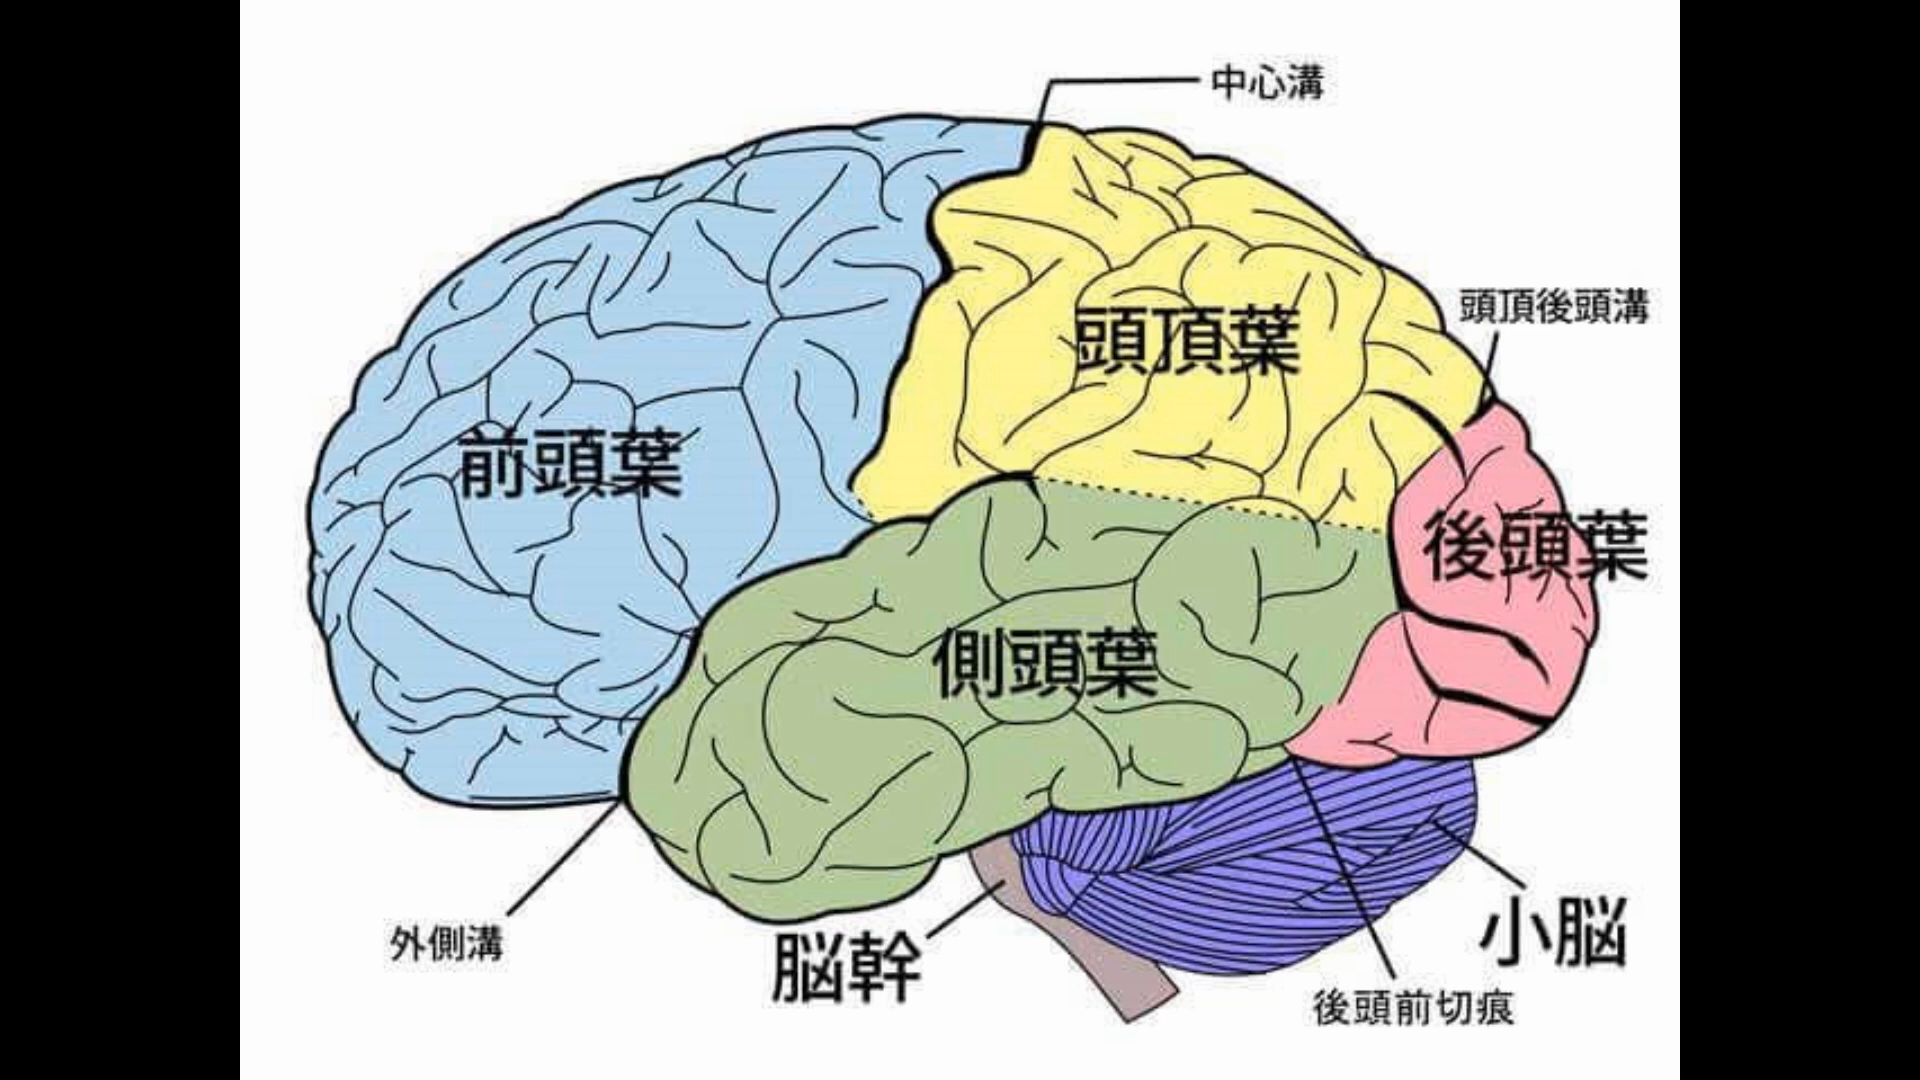 中心溝
頭頂後頭溝
頭頂葉
前頭葉
後頭葉
側頭葉
外側溝
脳幹
小脳
後頭前切痕